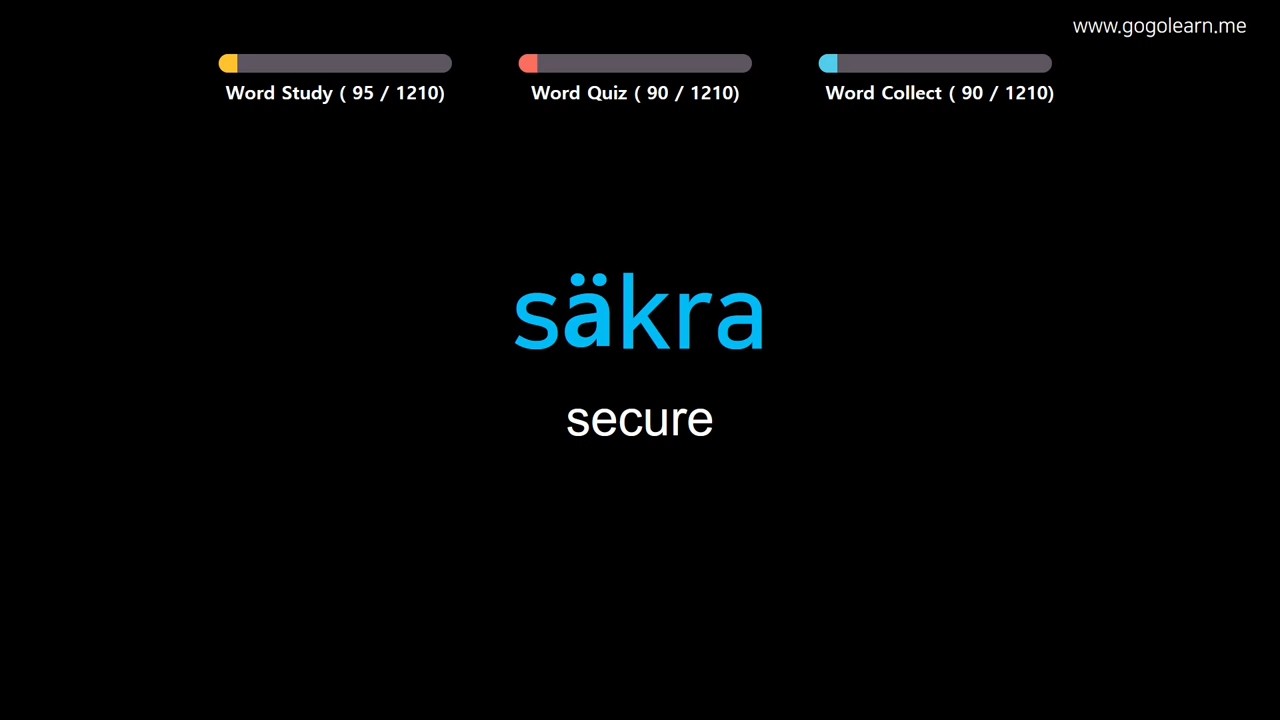 www.gogolearn.me
Word Study ( 95 / 1210)
Word Quiz ( 90 / 1210)
Word Collect ( 90 / 1210)
säkra
secure